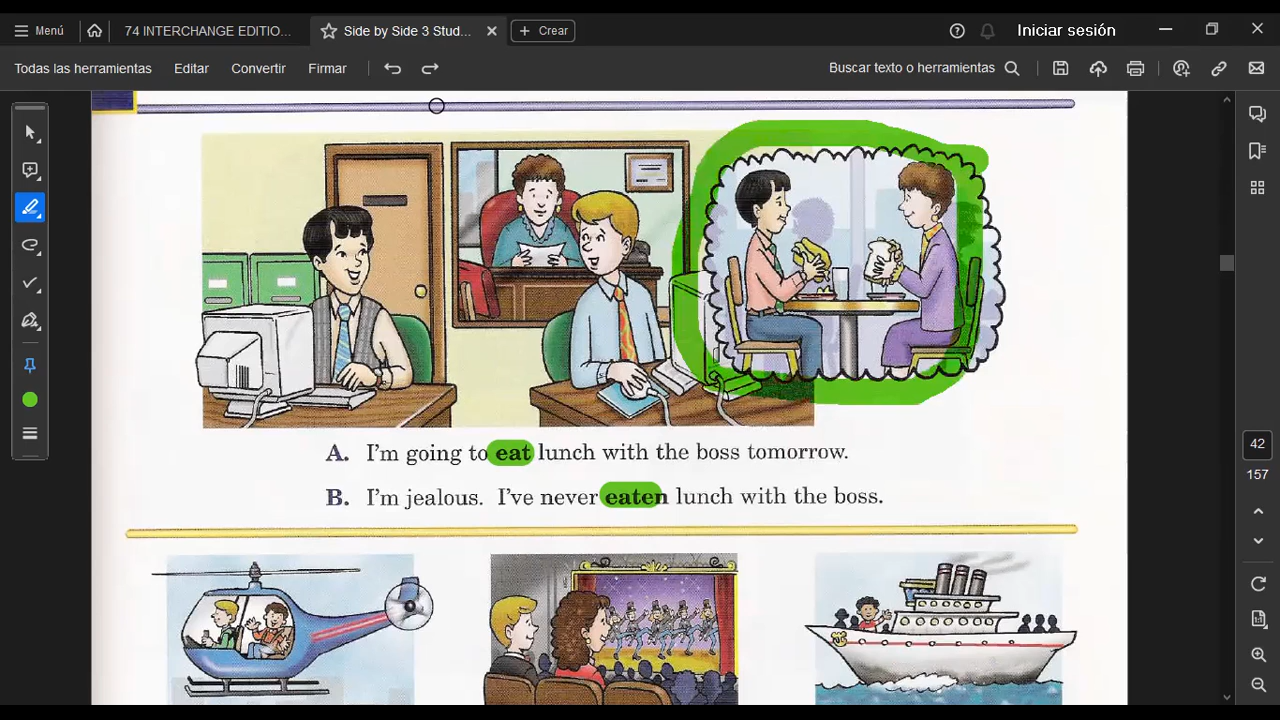 Menú
74 INTERCHANGE EDITIO...
Side by Side 3 Stud...
Crear
Iniciar sesión
Todas las herramientas
Editar
Convertir
Firmar
Buscar texto o herramientas
A. I'm going to eat lunch with the boss tomorrow.
B. I'm jealous. I've never eaten lunch with the boss.
42
157